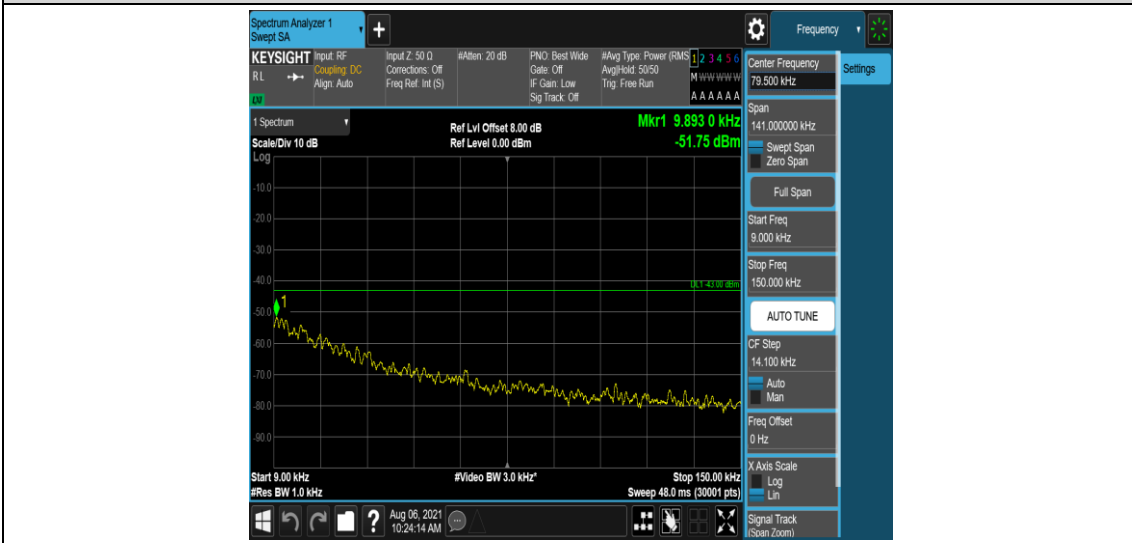 Spectrum Analyzer 1
Swept SA
+
Frequency
KEYSIGHT
RL
LXI
Input: RF
Coupling: DC
Align: Auto
Input Z: 50 Ω
Corrections: Off
Freq Ref: Int (S)
#Atten: 20 dB
PNO: Best Wide
Gate: Off
IF Gain: Low
Sig Track: Off
#Avg Type: Power (RMS
Avg|Hold: 50/50
Trig: Free Run
1 2 3 4 5 6
M W W W W W
A A A A A A
Center Frequency
79.500 kHz
Settings
1 Spectrum
Scale/Div 10 dB
Log
Ref Lvl Offset 8.00 dB
Ref Level 0.00 dBm
Mkr1 9.893 0 kHz
-51.75 dBm
Span
141.000000 kHz
Swept Span
Zero Span
Full Span
Start Freq
9.000 kHz
Stop Freq
150.000 kHz
AUTO TUNE
CF Step
14.100 kHz
Auto
Man
Freq Offset
0 Hz
X Axis Scale
Log
Lin
Signal Track
(Span Zoom)
-10.0
-20.0
-30.0
-40.0
DL1 -43.00 dBm
1
-50.0
-60.0
-70.0
-80.0
-90.0
Start 9.00 kHz
#Video BW 3.0 kHz*
Stop 150.00 kHz
#Res BW 1.0 kHz
Sweep 48.0 ms (30001 pts)
?
Aug 06, 2021
10:24:14 AM